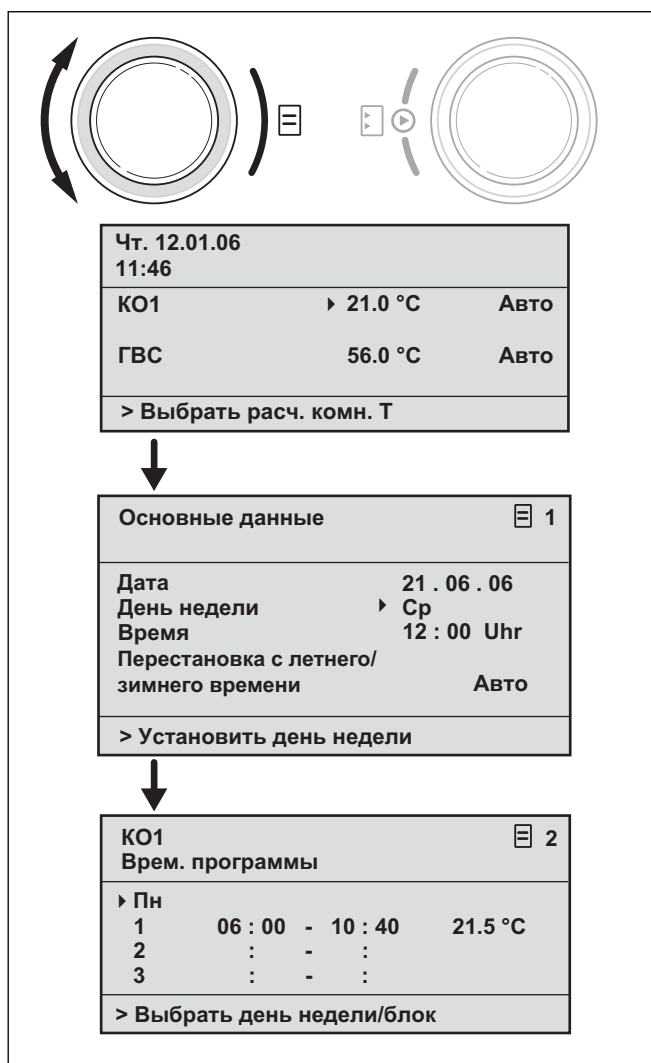 Чт. 12.01.06
11:46
КО1 21.0 °C Авто
ГВС 56.0 °C Авто
> Выбрать расч. комн. Т
Основные данные 1
Дата 21 . 06 . 06
День недели Ср
Время 12 : 00 Uhr
Перестановка с летнего/
зимнего времени Авто
> Установить день недели
КО1 2
Врем. программы
Пн
1 06 : 00 - 10 : 40 21.5 °C
2 : - :
3 : - :
> Выбрать день недели/блок